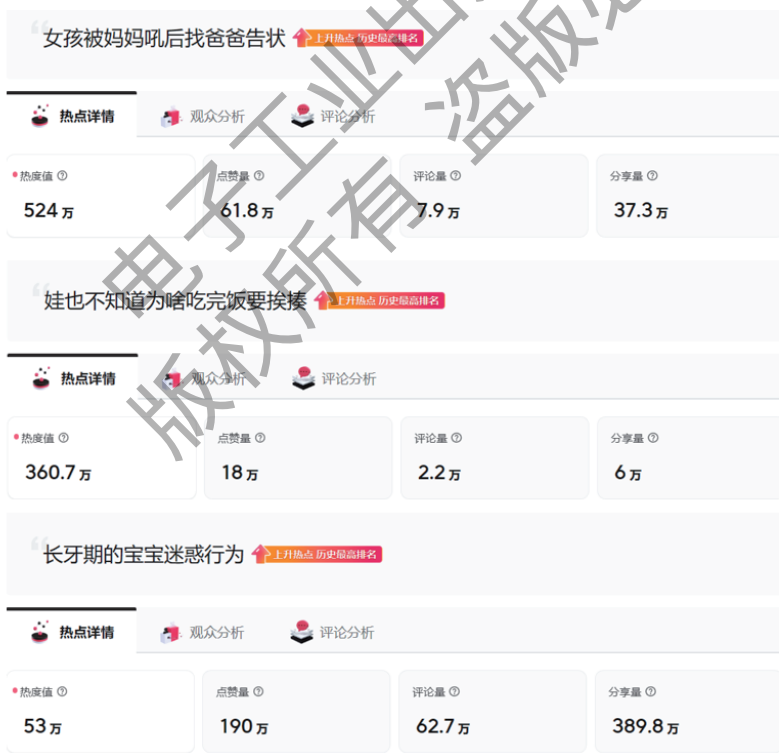 女孩被妈妈吼后找爸爸告状 上升热点 历史最高排名
热点详情 观众分析 评论分析
热度值 点赞量 评论量 分享量
524万 61.8万 7.9万 37.3万
娃也不知道为啥吃完饭要挨揍 上升热点 历史最高排名
热点详情 观众分析 评论分析
热度值 点赞量 评论量 分享量
360.7万 18万 2.2万 6万
长牙期的宝宝迷惑行为 上升热点 历史最高排名
热点详情 观众分析 评论分析
热度值 点赞量 评论量 分享量
53万 190万 62.7万 389.8万
电子工业出
版权所有 盗版